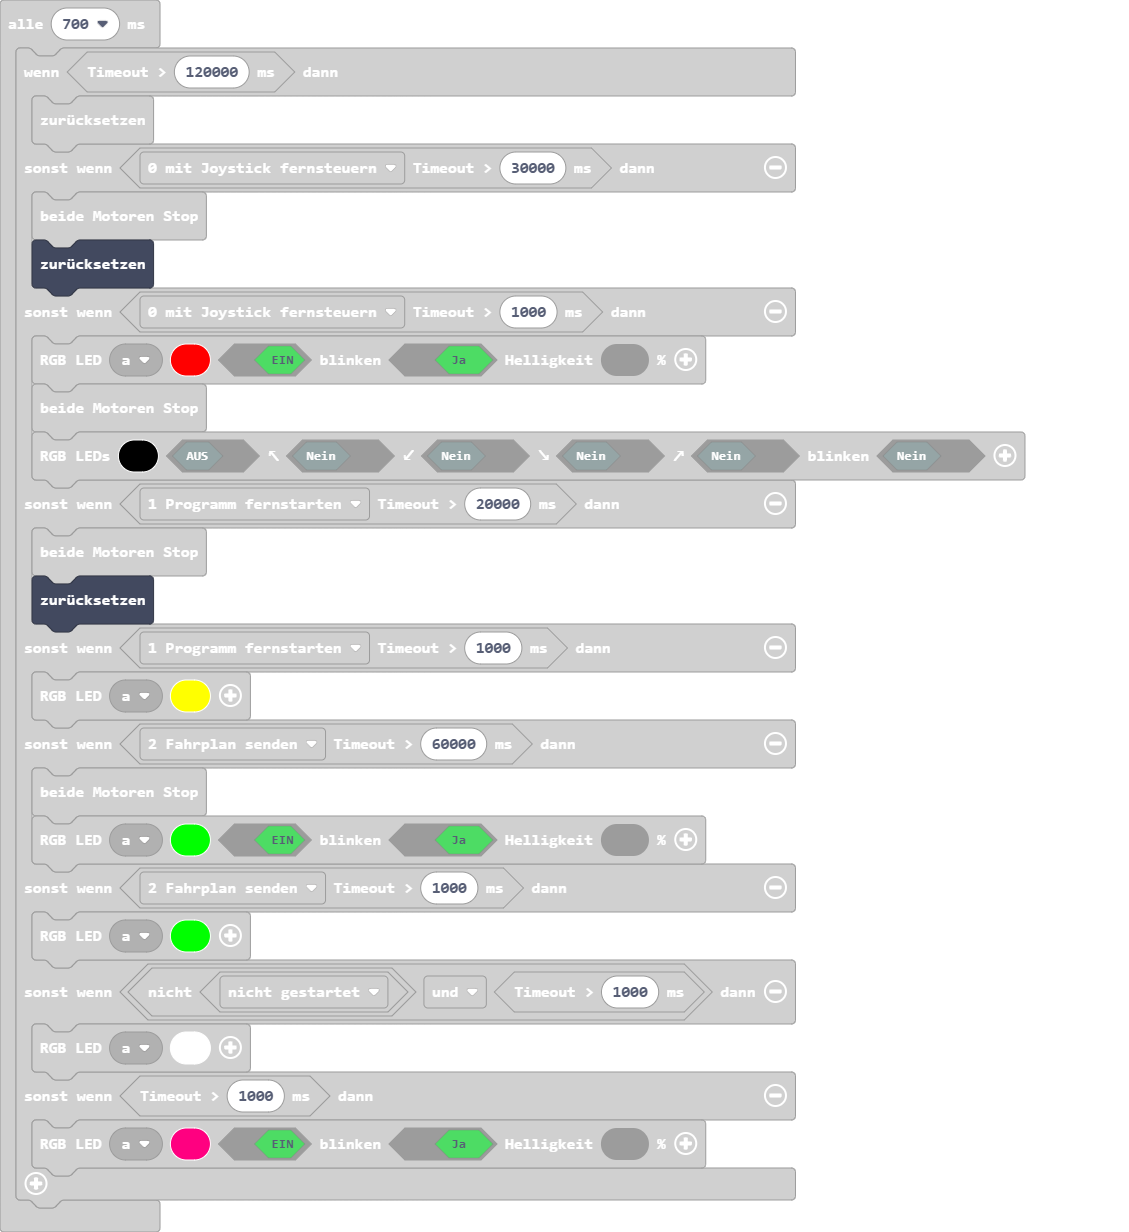 alle 700 ms
wenn Timeout > 120000 ms dann
zurücksetzen
sonst wenn 0 mit Joystick fernsteuern Timeout > 30000 ms dann
beide Motoren Stop
zurücksetzen
sonst wenn 0 mit Joystick fernsteuern Timeout > 1000 ms dann
RGB LED a EIN blinken Ja Helligkeit %
beide Motoren Stop
RGB LEDs AUS ↖ Nein ↙ Nein ↘ Nein ↗ Nein blinken Nein
sonst wenn 1 Programm fernstarten Timeout > 20000 ms dann
beide Motoren Stop
zurücksetzen
sonst wenn 1 Programm fernstarten Timeout > 1000 ms dann
RGB LED a
sonst wenn 2 Fahrplan senden Timeout > 60000 ms dann
beide Motoren Stop
RGB LED a EIN blinken Ja Helligkeit %
sonst wenn 2 Fahrplan senden Timeout > 1000 ms dann
RGB LED a
sonst wenn nicht nicht gestartet und Timeout > 1000 ms dann
RGB LED a
sonst wenn Timeout > 1000 ms dann
RGB LED a EIN blinken Ja Helligkeit %